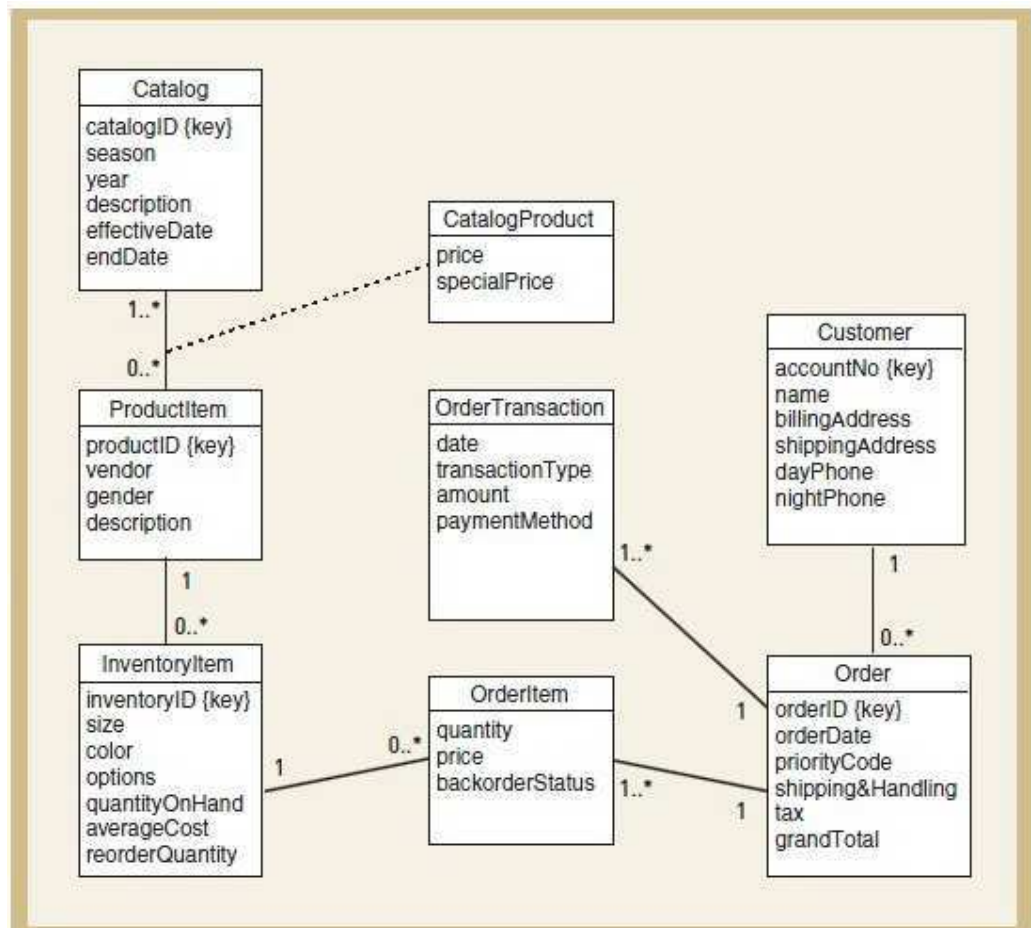 Catalog
catalogID {key}
season
year
description
effectiveDate
endDate
1..*
0..*
CatalogProduct
price
specialPrice
ProductItem
productID {key}
vendor
gender
description
1
0..*
OrderTransaction
date
transactionType
amount
paymentMethod
1..*
1
Customer
accountNo {key}
name
billingAddress
shippingAddress
dayPhone
nightPhone
1
0..*
InventoryItem
inventoryID {key}
size
color
options
quantityOnHand
averageCost
reorderQuantity
1
0..*
OrderItem
quantity
price
backorderStatus
1..*
1
Order
orderID {key}
orderDate
priorityCode
shipping&Handling
tax
grandTotal